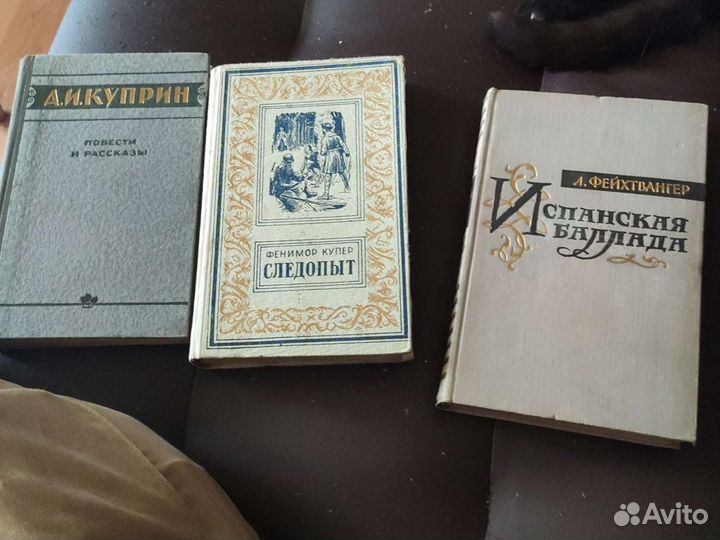 А.И.КУПРИН
ПОВЕСТИ
И РАССКАЗЫ
ФЕНИМОР КУПЕР
СЛЕДОПЫТ
Л. ФЕЙХТВАНГЕР
ИСПАНСКАЯ
БАЛЛАДА
Avito